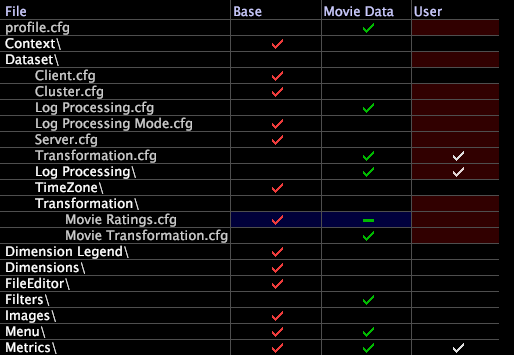 File Base Movie Data User
profile.cfg
Context\
Dataset\
Client.cfg
Cluster.cfg
Log Processing.cfg
Log Processing Mode.cfg
Server.cfg
Transformation.cfg
Log Processing\
TimeZone\
Transformation\
Movie Ratings.cfg
Movie Transformation.cfg
Dimension Legend\
Dimensions\
FileEditor\
Filters\
Images\
Menu\
Metrics\